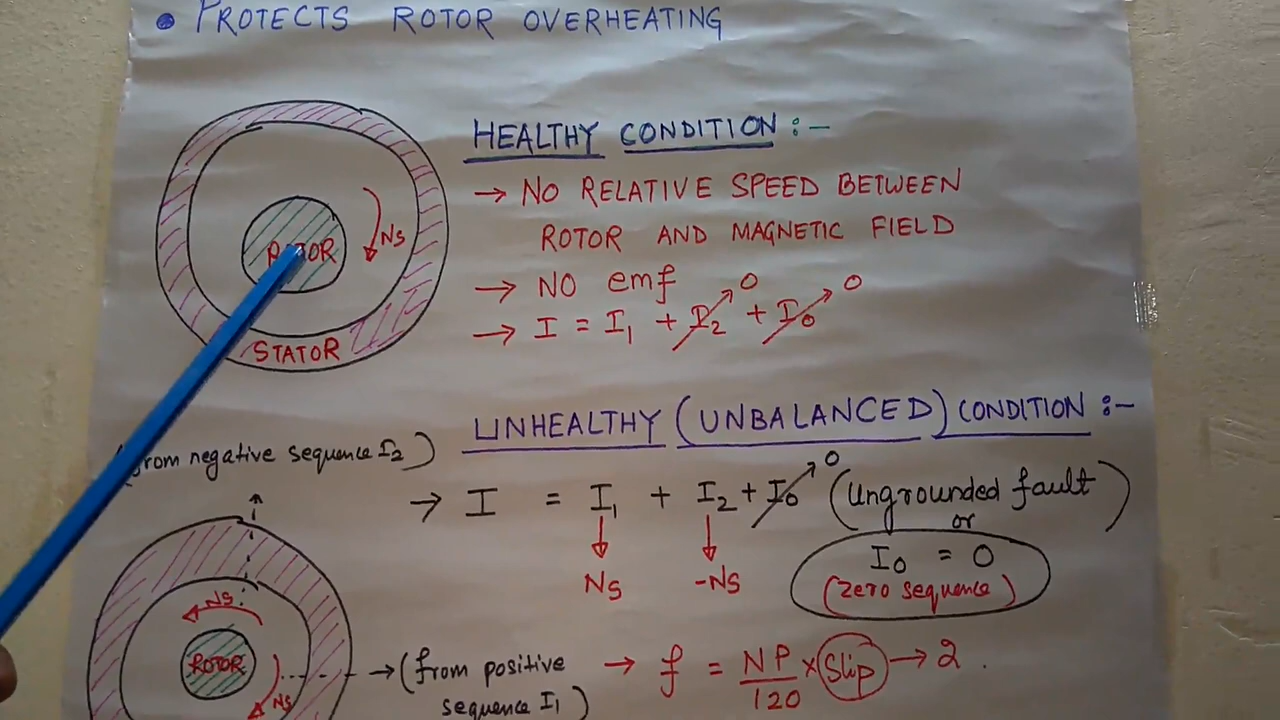 • PROTECTS ROTOR OVERHEATING
HEALTHY CONDITION :-
→ NO RELATIVE SPEED BETWEEN
ROTOR AND MAGNETIC FIELD
→ NO emf
→ I = I₁ + I₂ ↗ 0 + I₀ ↗ 0
ROTOR
Ns
STATOR
UNHEALTHY (UNBALANCED) CONDITION :-
(from negative sequence I₂)
→ I = I₁ + I₂ + I₀ ↗ 0 (Ungrounded fault)
or
I₀ = 0
(zero sequence)
Ns
-Ns
Ns
ROTOR
Ns
→ (from positive
sequence I₁)
→ f = NP/120 × Slip → 2